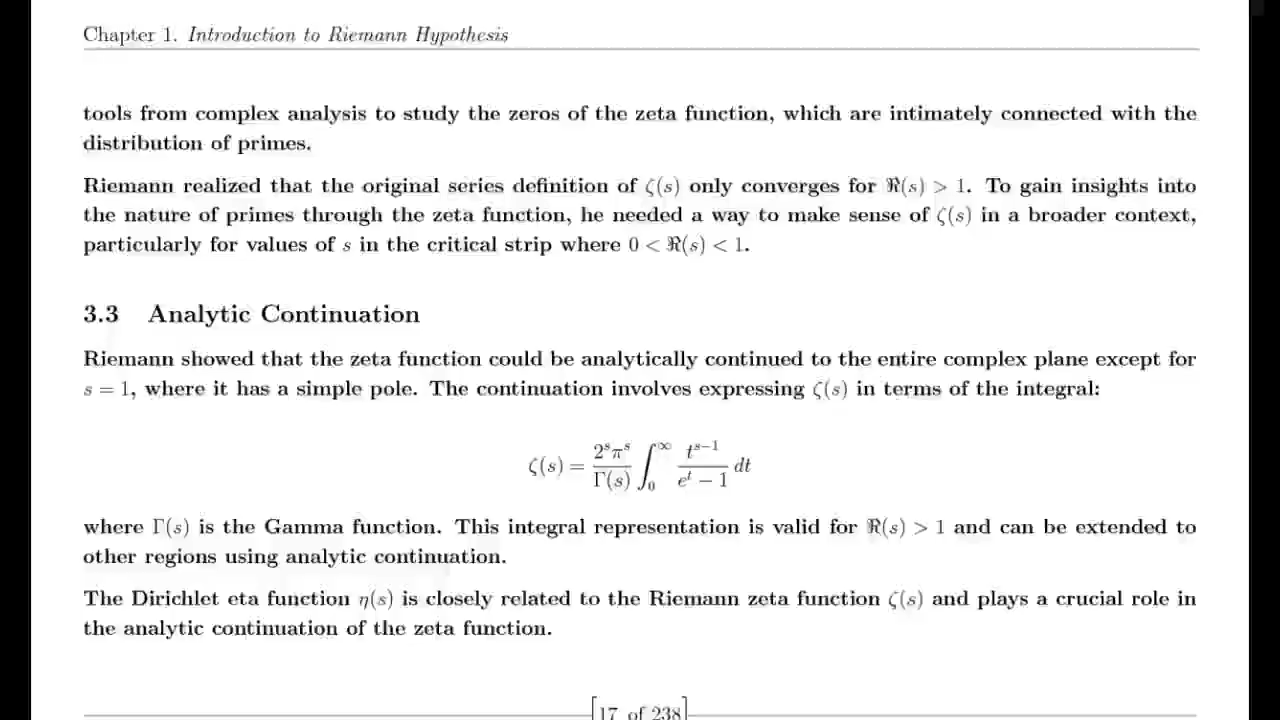 Chapter 1. Introduction to Riemann Hypothesis
tools from complex analysis to study the zeros of the zeta function, which are intimately connected with the
distribution of primes.
Riemann realized that the original series definition of ζ(s) only converges for ℜ(s) > 1. To gain insights into
the nature of primes through the zeta function, he needed a way to make sense of ζ(s) in a broader context,
particularly for values of s in the critical strip where 0 < ℜ(s) < 1.
3.3 Analytic Continuation
Riemann showed that the zeta function could be analytically continued to the entire complex plane except for
s = 1, where it has a simple pole. The continuation involves expressing ζ(s) in terms of the integral:
ζ(s) = 2^s π^s / Γ(s) ∫_0^∞ t^{s−1} / (e^t − 1) dt
where Γ(s) is the Gamma function. This integral representation is valid for ℜ(s) > 1 and can be extended to
other regions using analytic continuation.
The Dirichlet eta function η(s) is closely related to the Riemann zeta function ζ(s) and plays a crucial role in
the analytic continuation of the zeta function.
[17 of 238]